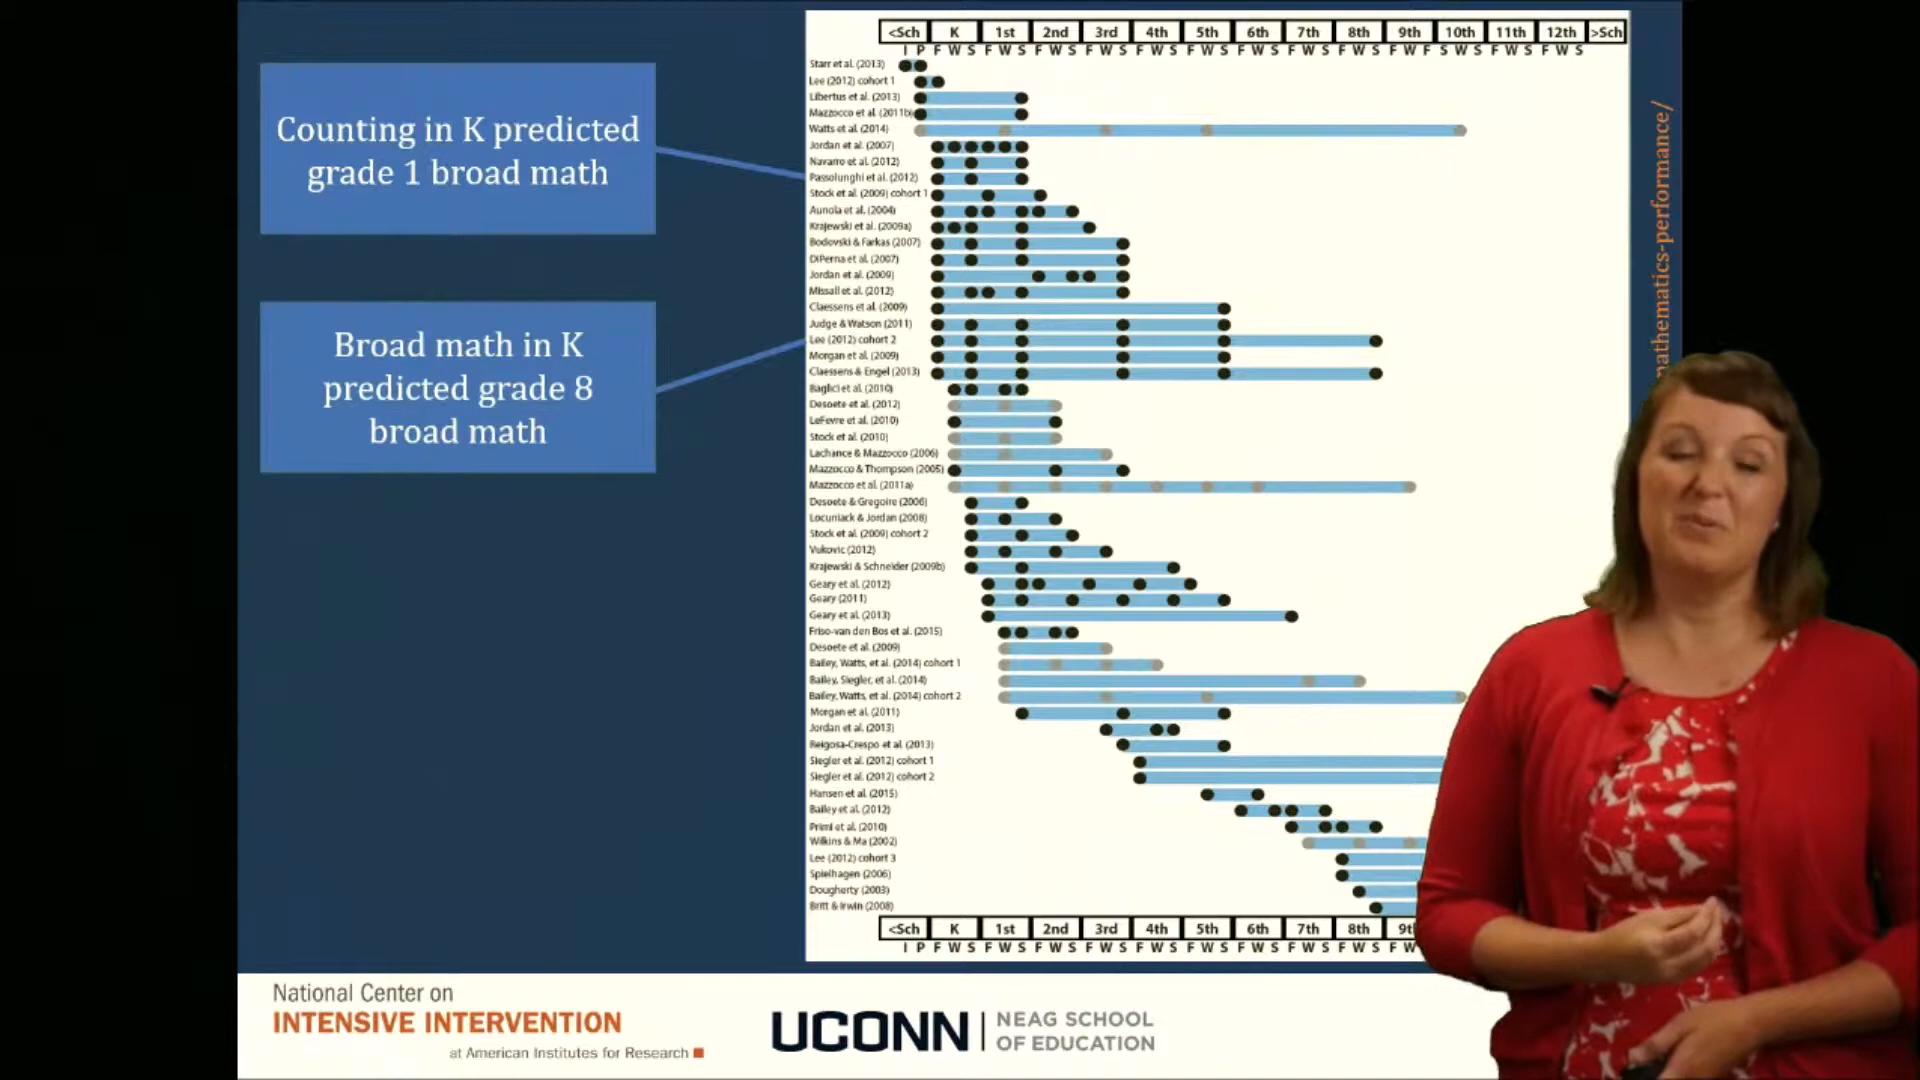 Counting in K predicted
grade 1 broad math
Broad math in K
predicted grade 8
broad math
<Sch K 1st 2nd 3rd 4th 5th 6th 7th 8th 9th 10th 11th 12th >Sch
I P F W S F W S F W S F W S F W S F W S F W S F W S F W S F W F S W S F W S F W S
Starr et al. (2013)
Lee (2012) cohort 1
Libertus et al. (2013)
Mazzocco et al. (2011b)
Watts et al. (2014)
Jordan et al. (2007)
Navarro et al. (2012)
Passolunghi et al. (2012)
Stock et al. (2009) cohort 1
Aunola et al. (2004)
Krajewski et al. (2009a)
Bodovski & Farkas (2007)
DiPerna et al. (2007)
Jordan et al. (2009)
Missall et al. (2012)
Claessens et al. (2009)
Judge & Watson (2011)
Lee (2012) cohort 2
Morgan et al. (2009)
Claessens & Engel (2013)
Baglici et al. (2010)
Desoete et al. (2012)
LeFevre et al. (2010)
Stock et al. (2010)
Lachance & Mazzocco (2006)
Mazzocco & Thompson (2005)
Mazzocco et al. (2011a)
Desoete & Gregoire (2006)
Locuniack & Jordan (2008)
Stock et al. (2009) cohort 2
Vukovic (2012)
Krajewski & Schneider (2009b)
Geary et al. (2012)
Geary (2011)
Geary et al. (2013)
Friso-van den Bos et al. (2015)
Desoete et al. (2009)
Bailey, Watts, et al. (2014) cohort 1
Bailey, Siegler, et al. (2014)
Bailey, Watts, et al. (2014) cohort 2
Morgan et al. (2011)
Jordan et al. (2013)
Reigosa-Crespo et al. (2013)
Siegler et al. (2012) cohort 1
Siegler et al. (2012) cohort 2
Hansen et al. (2015)
Bailey et al. (2012)
Primi et al. (2010)
Wilkins & Ma (2002)
Lee (2012) cohort 3
Spielhagen (2006)
Dougherty (2003)
Britt & Irwin (2008)
<Sch K 1st 2nd 3rd 4th 5th 6th 7th 8th 9t
I P F W S F W S F W S F W S F W S F W S F W S F W S F W S F W
mathematics-performance/
National Center on
INTENSIVE INTERVENTION
at American Institutes for Research
UCONN
NEAG SCHOOL
OF EDUCATION